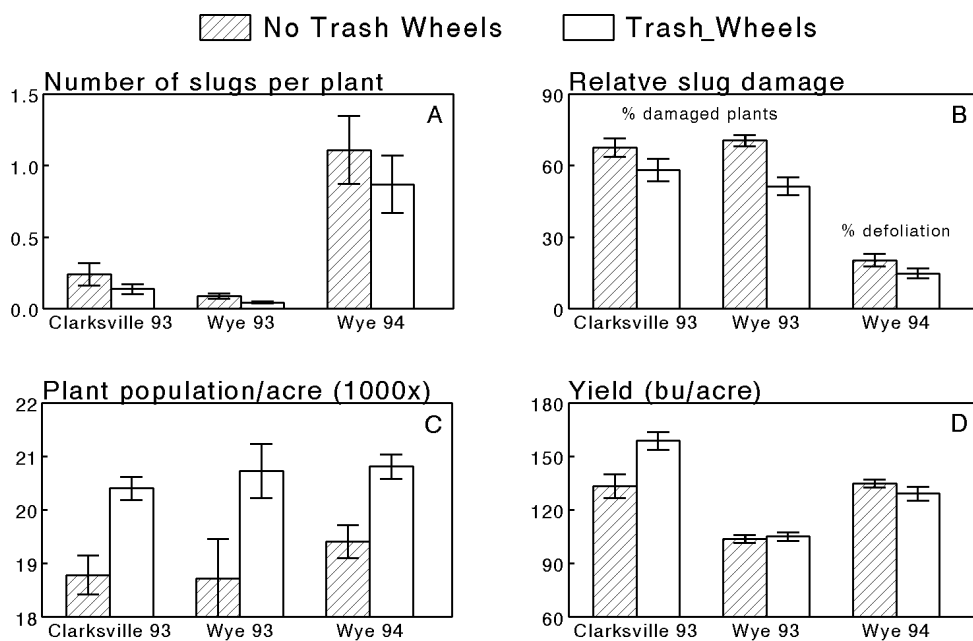 No Trash Wheels
Trash_Wheels
Number of slugs per plant
A
1.5
1.0
0.5
0.0
Clarksville 93
Wye 93
Wye 94
Relatve slug damage
B
% damaged plants
% defoliation
90
60
30
0
Clarksville 93
Wye 93
Wye 94
Plant population/acre (1000x)
C
22
21
20
19
18
Clarksville 93
Wye 93
Wye 94
Yield (bu/acre)
D
180
150
120
90
60
Clarksville 93
Wye 93
Wye 94